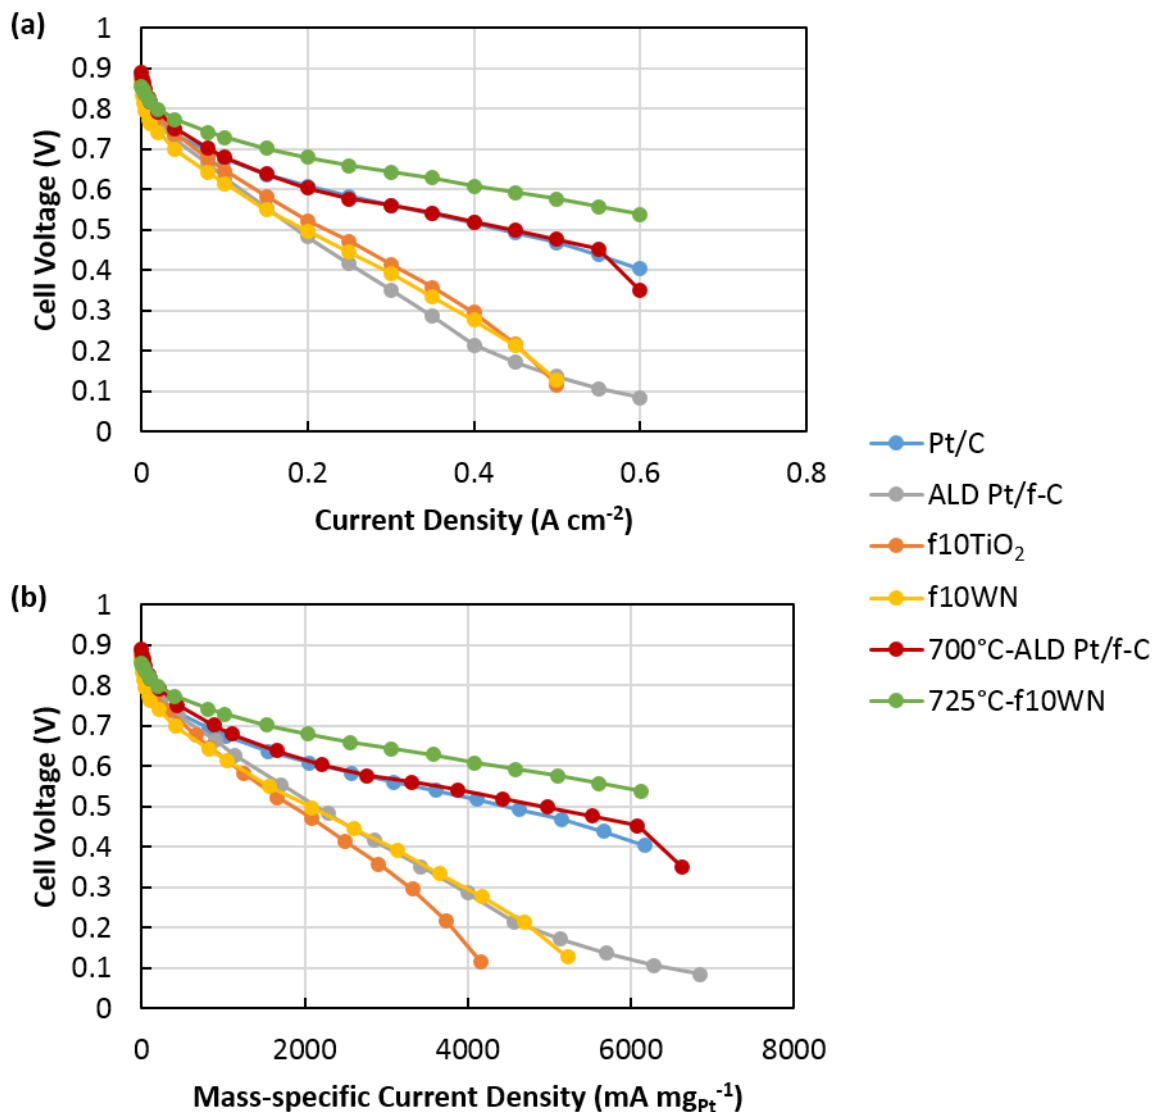 (a)
1
0.9
0.8
0.7
0.6
0.5
0.4
0.3
0.2
0.1
0
Cell Voltage (V)
0 0.2 0.4 0.6 0.8
Current Density (A cm⁻²)
Pt/C
ALD Pt/f-C
f10TiO₂
f10WN
700°C-ALD Pt/f-C
725°C-f10WN
(b)
1
0.9
0.8
0.7
0.6
0.5
0.4
0.3
0.2
0.1
0
Cell Voltage (V)
0 2000 4000 6000 8000
Mass-specific Current Density (mA mgPt⁻¹)